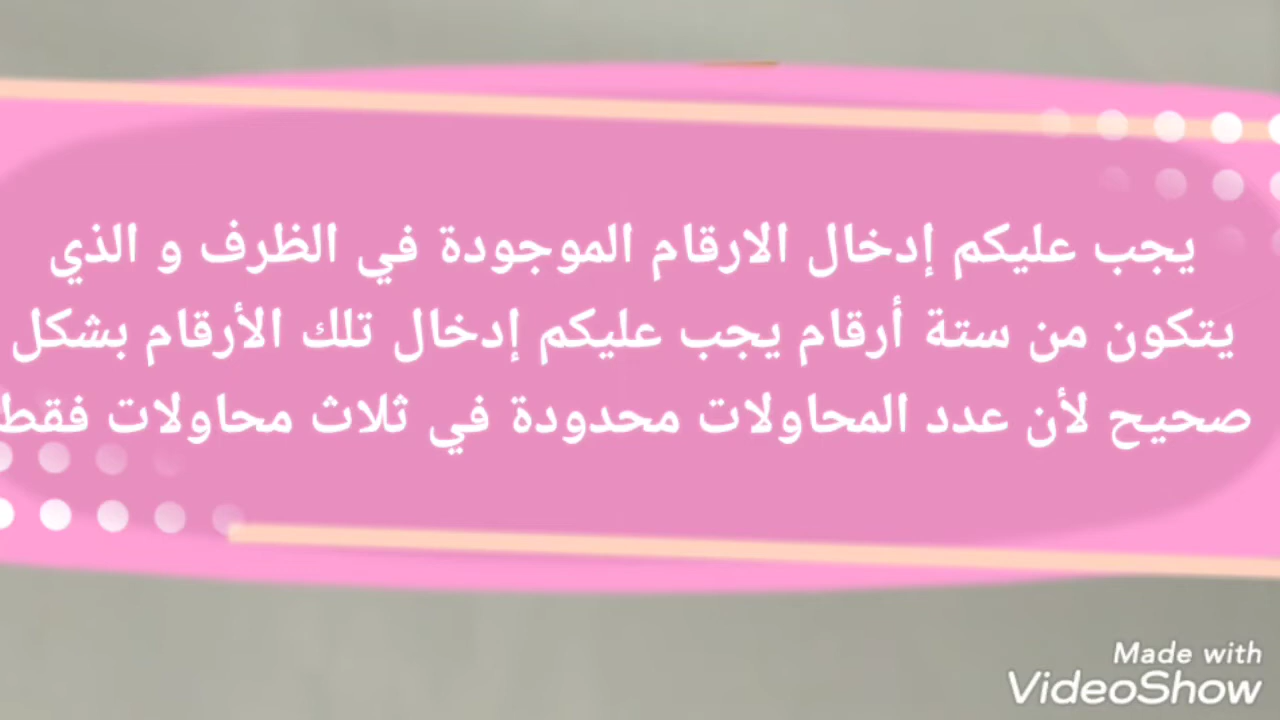 يجب عليكم إدخال الارقام الموجودة في الظرف و الذي
يتكون من ستة أرقام يجب عليكم إدخال تلك الأرقام بشكل
صحيح لأن عدد المحاولات محدودة في ثلاث محاولات فقط
Made with
VideoShow